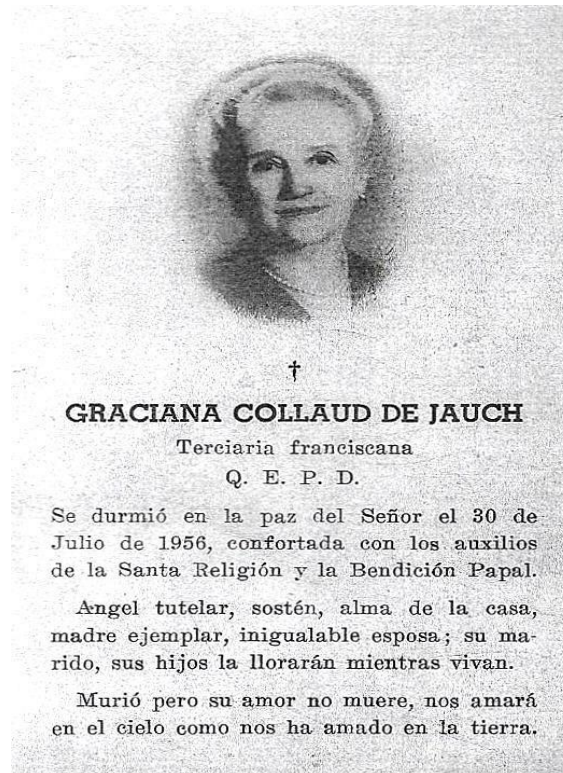 †
GRACIANA COLLAUD DE JAUCH
Terciaria franciscana
Q. E. P. D.
Se durmió en la paz del Señor el 30 de
Julio de 1956, confortada con los auxilios
de la Santa Religión y la Bendición Papal.
Angel tutelar, sostén, alma de la casa,
madre ejemplar, inigualable esposa; su ma-
rido, sus hijos la llorarán mientras vivan.
Murió pero su amor no muere, nos amará
en el cielo como nos ha amado en la tierra.